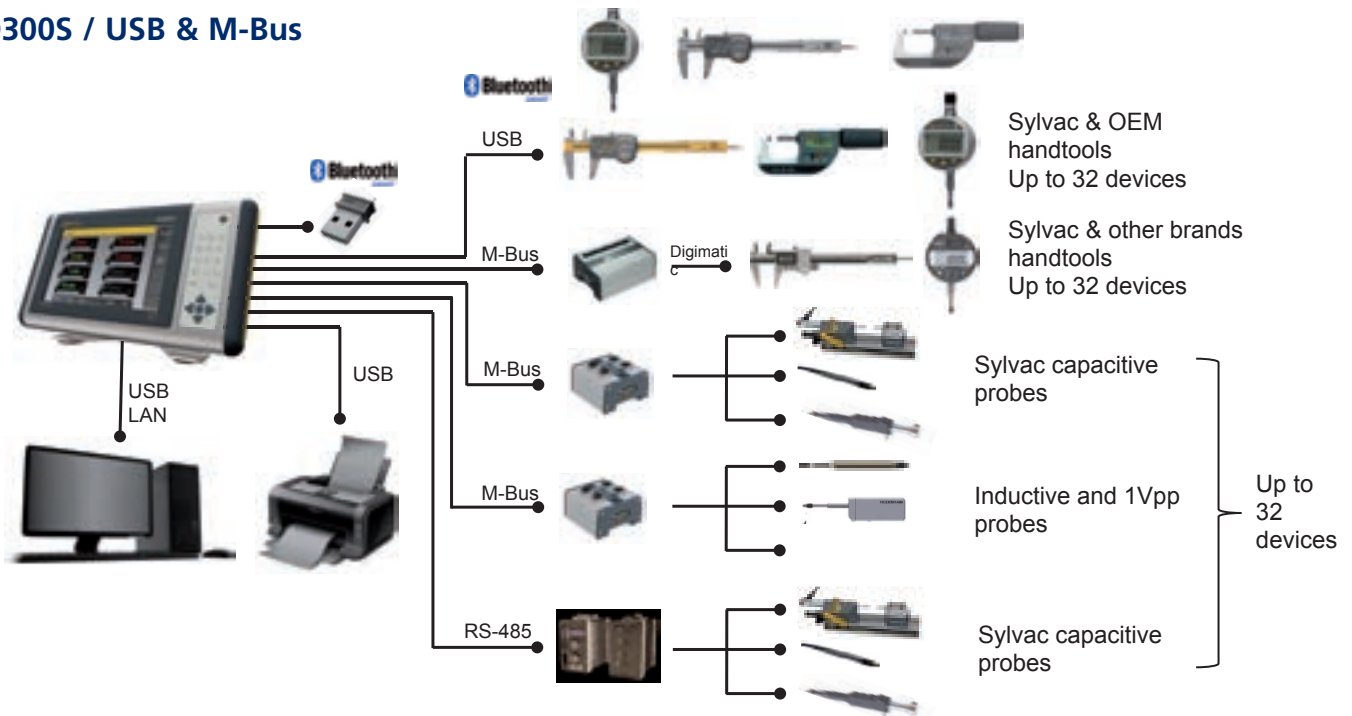 300S / USB & M-Bus
Bluetooth
USB
Sylvac & OEM
handtools
Up to 32 devices
Bluetooth
M-Bus
Digimati
c
Sylvac & other brands
handtools
Up to 32 devices
M-Bus
Sylvac capacitive
probes
USB
USB
LAN
M-Bus
Inductive and 1Vpp
probes
Up to
32
devices
RS-485
Sylvac capacitive
probes